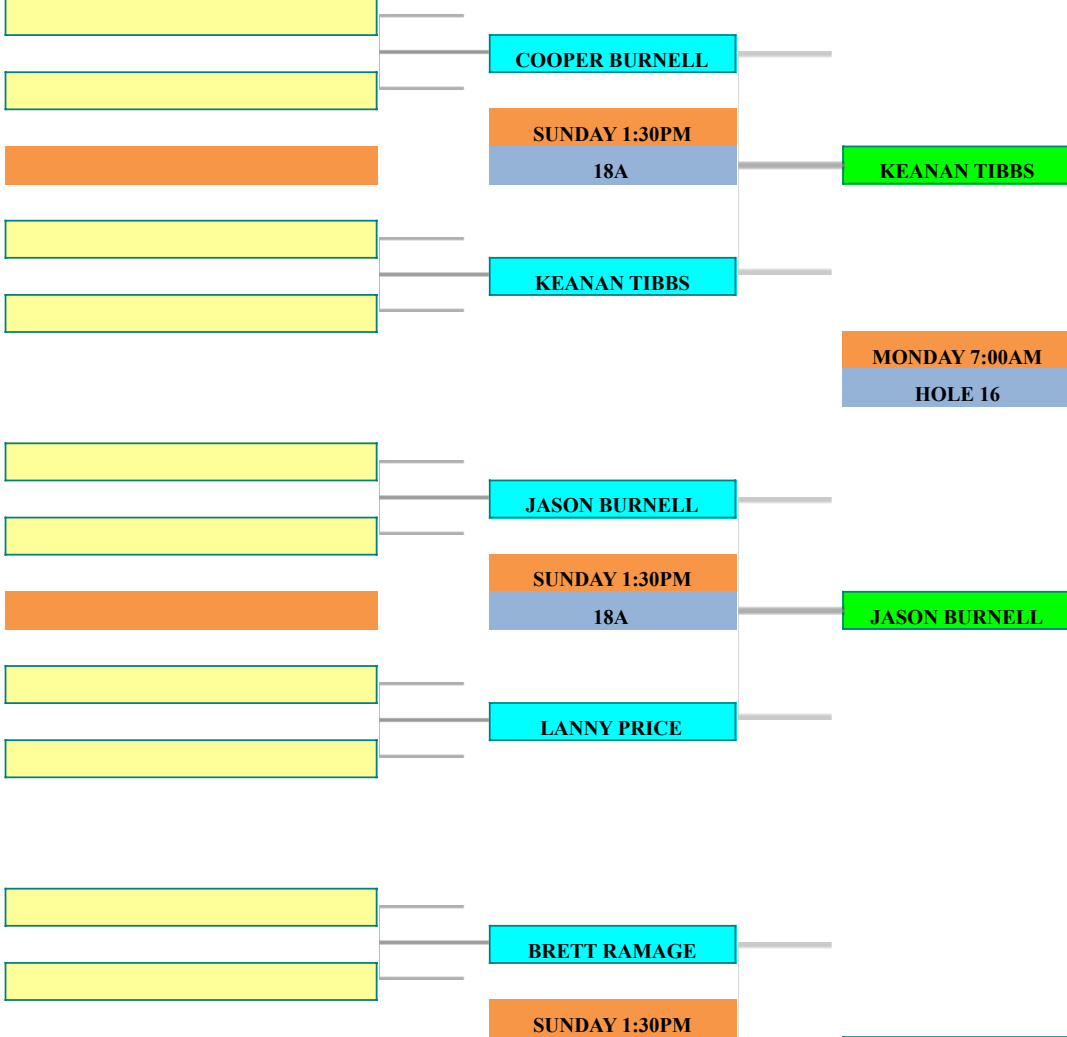 COOPER BURNELL
SUNDAY 1:30PM
18A
KEANAN TIBBS
KEANAN TIBBS
MONDAY 7:00AM
HOLE 16
JASON BURNELL
SUNDAY 1:30PM
18A
JASON BURNELL
LANNY PRICE
BRETT RAMAGE
SUNDAY 1:30PM